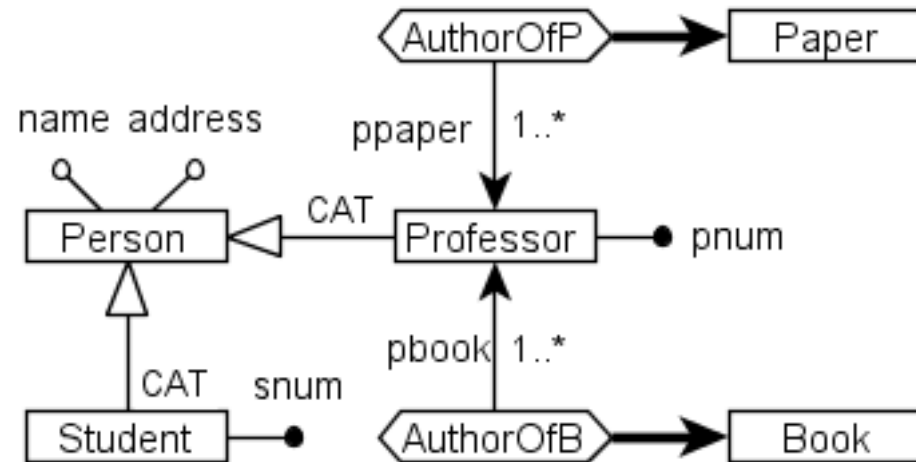 AuthorOfP Paper
name address
ppaper 1..*
CAT
Person Professor pnum
pbook 1..*
CAT snum
Student AuthorOfB Book